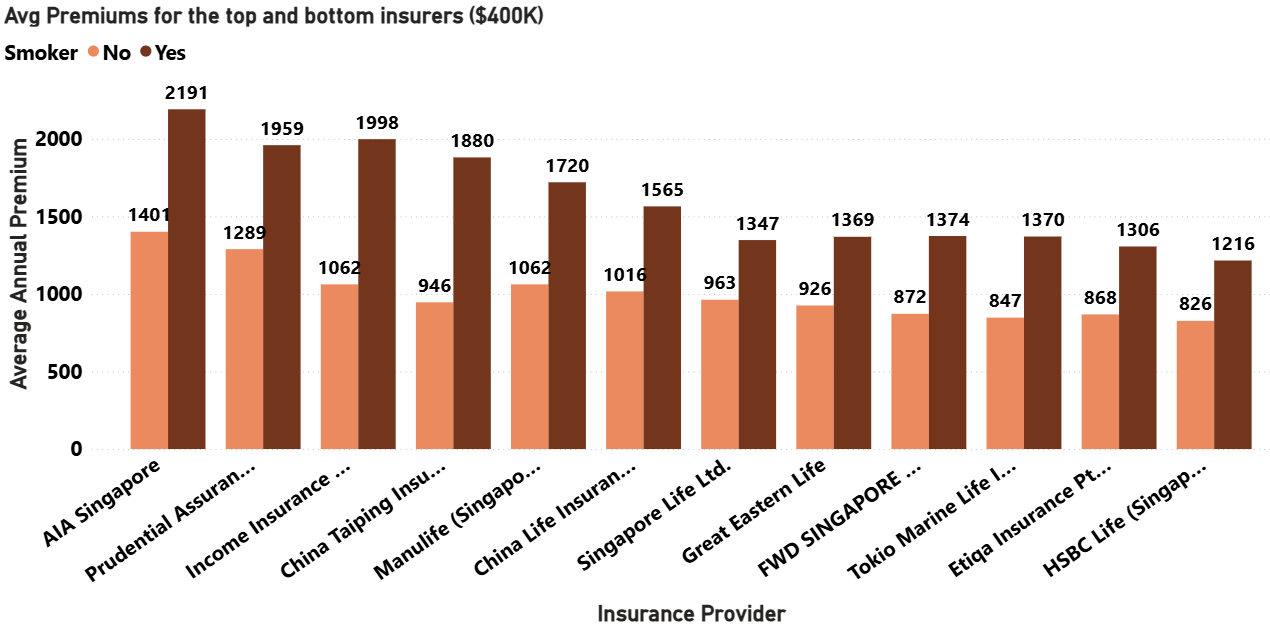 Avg Premiums for the top and bottom insurers ($400K)
Smoker No Yes
Average Annual Premium
2000
1500
1000
500
0
1401
2191
1289
1959
1062
1998
946
1880
1062
1720
1016
1565
963
1347
926
1369
872
1374
847
1370
868
1306
826
1216
AIA Singapore
Prudential Assuran...
Income Insurance ...
China Taiping Insu...
Manulife (Singapo...
China Life Insuran...
Singapore Life Ltd.
Great Eastern Life
FWD SINGAPORE ...
Tokio Marine Life I...
Etiqa Insurance Pt...
HSBC Life (Singap...
Insurance Provider